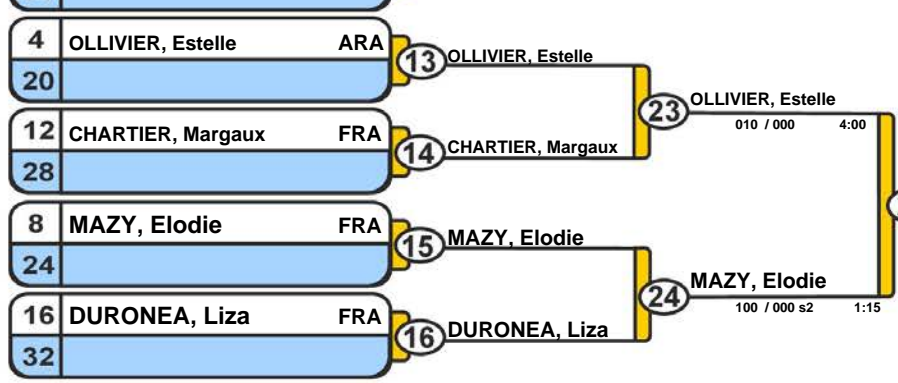 4 OLLIVIER, Estelle ARA
20
13 OLLIVIER, Estelle
12 CHARTIER, Margaux FRA
28
14 CHARTIER, Margaux
23 OLLIVIER, Estelle
010 / 000 4:00
8 MAZY, Elodie FRA
24
15 MAZY, Elodie
16 DURONEA, Liza FRA
32
16 DURONEA, Liza
24 MAZY, Elodie
100 / 000 s2 1:15